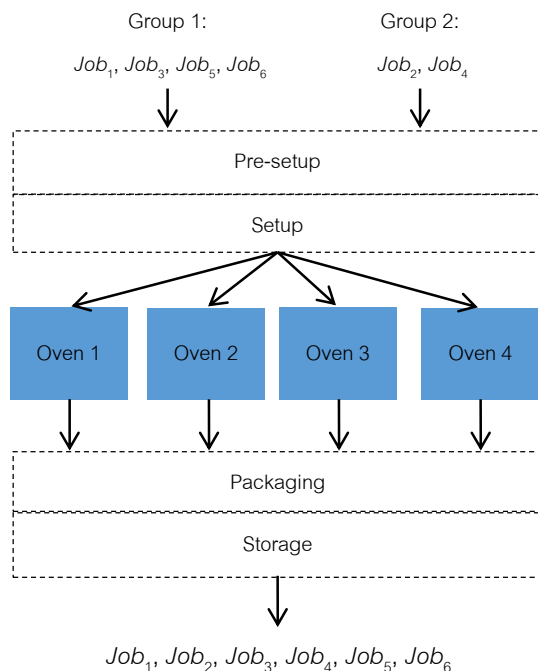 Group 1: Group 2:
Job₁, Job₃, Job₅, Job₆ Job₂, Job₄
Pre-setup
Setup
Oven 1 Oven 2 Oven 3 Oven 4
Packaging
Storage
Job₁, Job₂, Job₃, Job₄, Job₅, Job₆